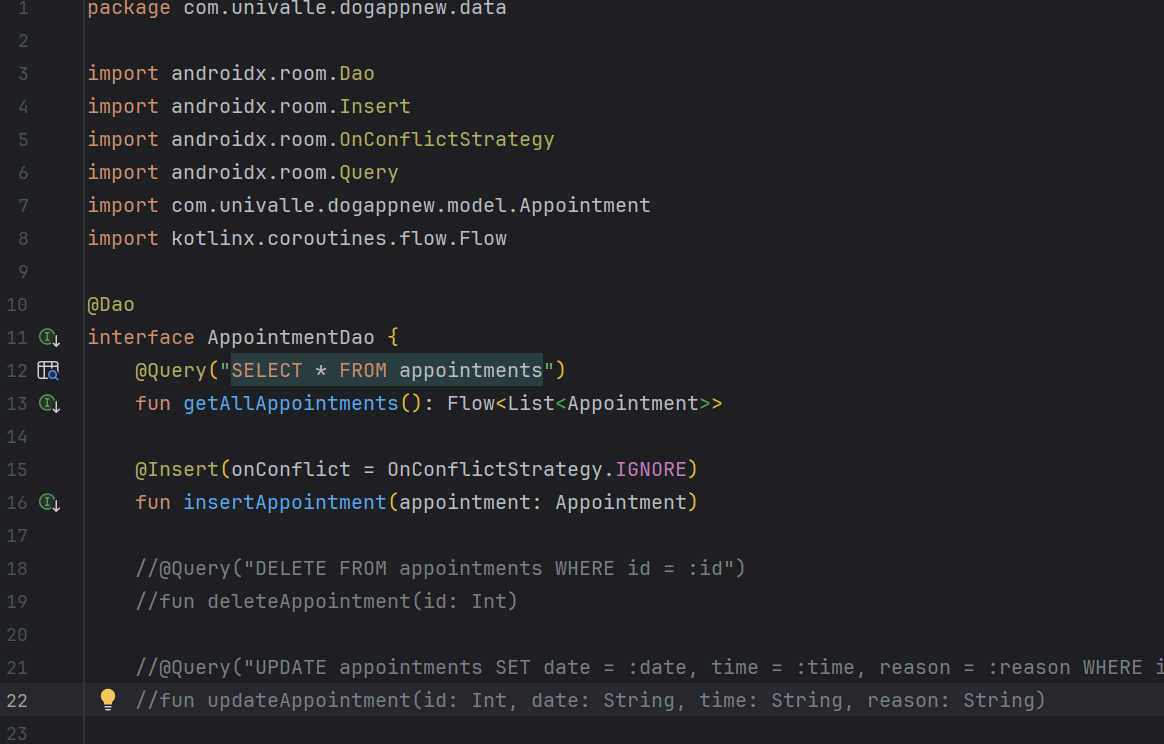 1 package com.univalle.dogappnew.data
2
3 import androidx.room.Dao
4 import androidx.room.Insert
5 import androidx.room.OnConflictStrategy
6 import androidx.room.Query
7 import com.univalle.dogappnew.model.Appointment
8 import kotlinx.coroutines.flow.Flow
9
10 @Dao
11 interface AppointmentDao {
12 @Query("SELECT * FROM appointments")
13 fun getAllAppointments(): Flow<List<Appointment>>
14
15 @Insert(onConflict = OnConflictStrategy.IGNORE)
16 fun insertAppointment(appointment: Appointment)
17
18 //@Query("DELETE FROM appointments WHERE id = :id")
19 //fun deleteAppointment(id: Int)
20
21 //@Query("UPDATE appointments SET date = :date, time = :time, reason = :reason WHERE i
22 //fun updateAppointment(id: Int, date: String, time: String, reason: String)
23